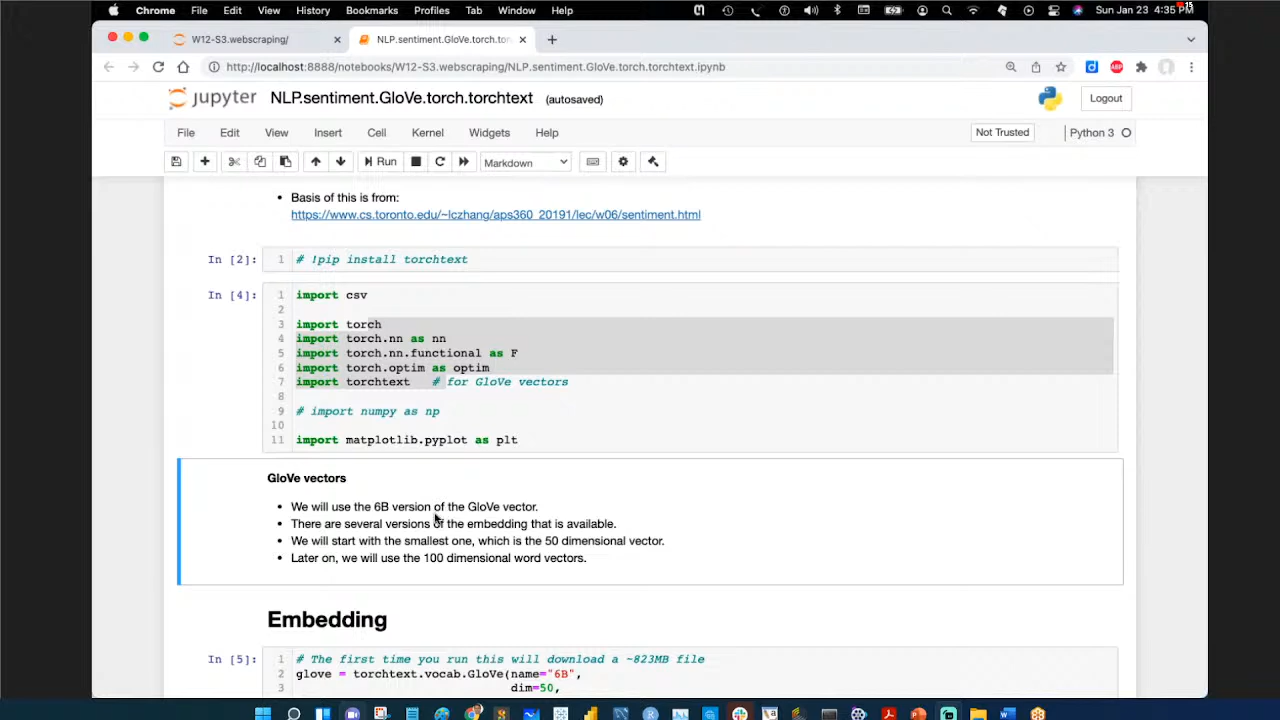 Chrome File Edit View History Bookmarks Profiles Tab Window Help Sun Jan 23 4:35 PM
W12-S3.webscraping/ NLP.sentiment.GloVe.torch.tor
http://localhost:8888/notebooks/W12-S3.webscraping/NLP.sentiment.GloVe.torch.torchtext.ipynb
jupyter NLP.sentiment.GloVe.torch.torchtext (autosaved) Logout
File Edit View Insert Cell Kernel Widgets Help Not Trusted Python 3
Run Markdown
Basis of this is from:
https://www.cs.toronto.edu/~lczhang/aps360_20191/lec/w06/sentiment.html
In [2]: 1 # !pip install torchtext
In [4]: 1 import csv
2
3 import torch
4 import torch.nn as nn
5 import torch.nn.functional as F
6 import torch.optim as optim
7 import torchtext # for GloVe vectors
8
9 # import numpy as np
10
11 import matplotlib.pyplot as plt
GloVe vectors
We will use the 6B version of the GloVe vector.
There are several versions of the embedding that is available.
We will start with the smallest one, which is the 50 dimensional vector.
Later on, we will use the 100 dimensional word vectors.
Embedding
In [5]: 1 # The first time you run this will download a ~823MB file
2 glove = torchtext.vocab.GloVe(name="6B",
3 dim=50,